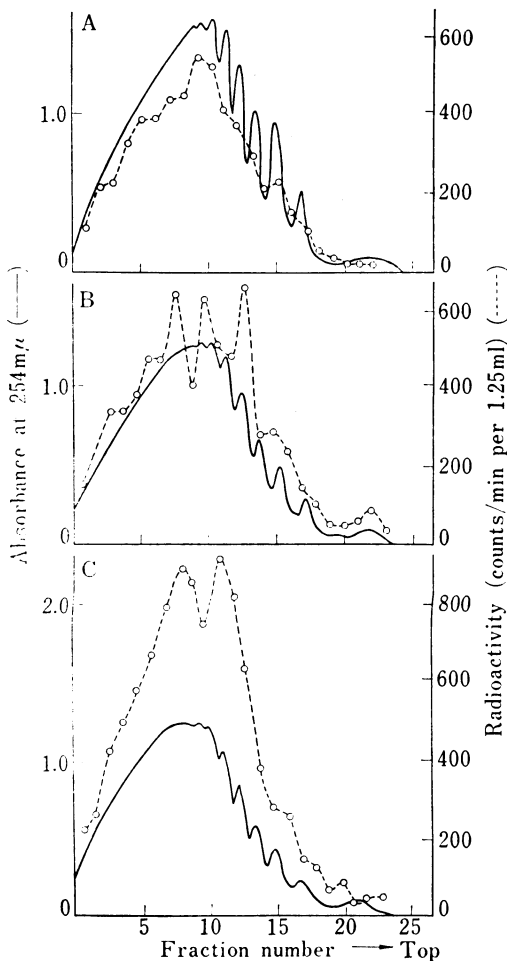 A
1.0
0
600
400
200
0
B
1.0
0
600
400
200
0
C
2.0
1.0
0
800
600
400
200
0
5 10 15 20 25
Fraction number → Top
Absorbance at 254mμ (——)
Radioactivity (counts/min per 1.25ml) (-----)